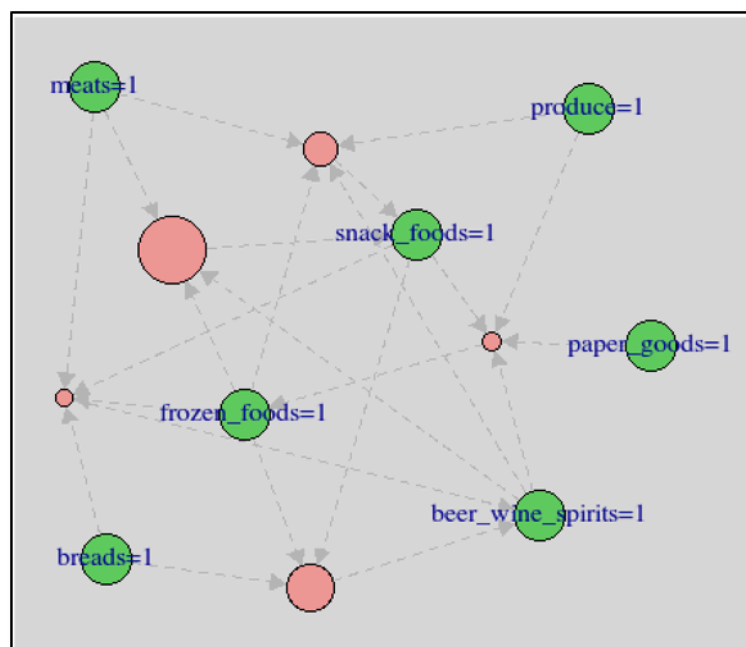 meats=1
produce=1
snack_foods=1
paper_goods=1
frozen_foods=1
beer_wine_spirits=1
breads=1